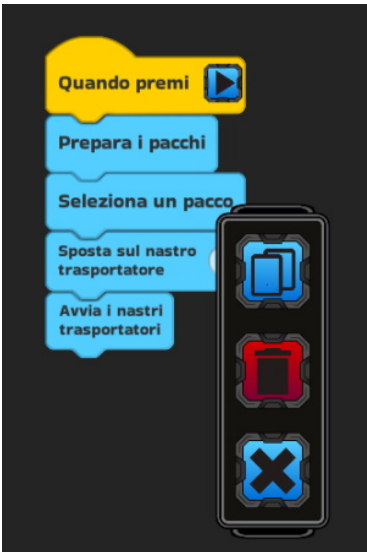 Quando premi
Prepara i pacchi
Seleziona un pacco
Sposta sul nastro
trasportatore
Avvia i nastri
trasportatori